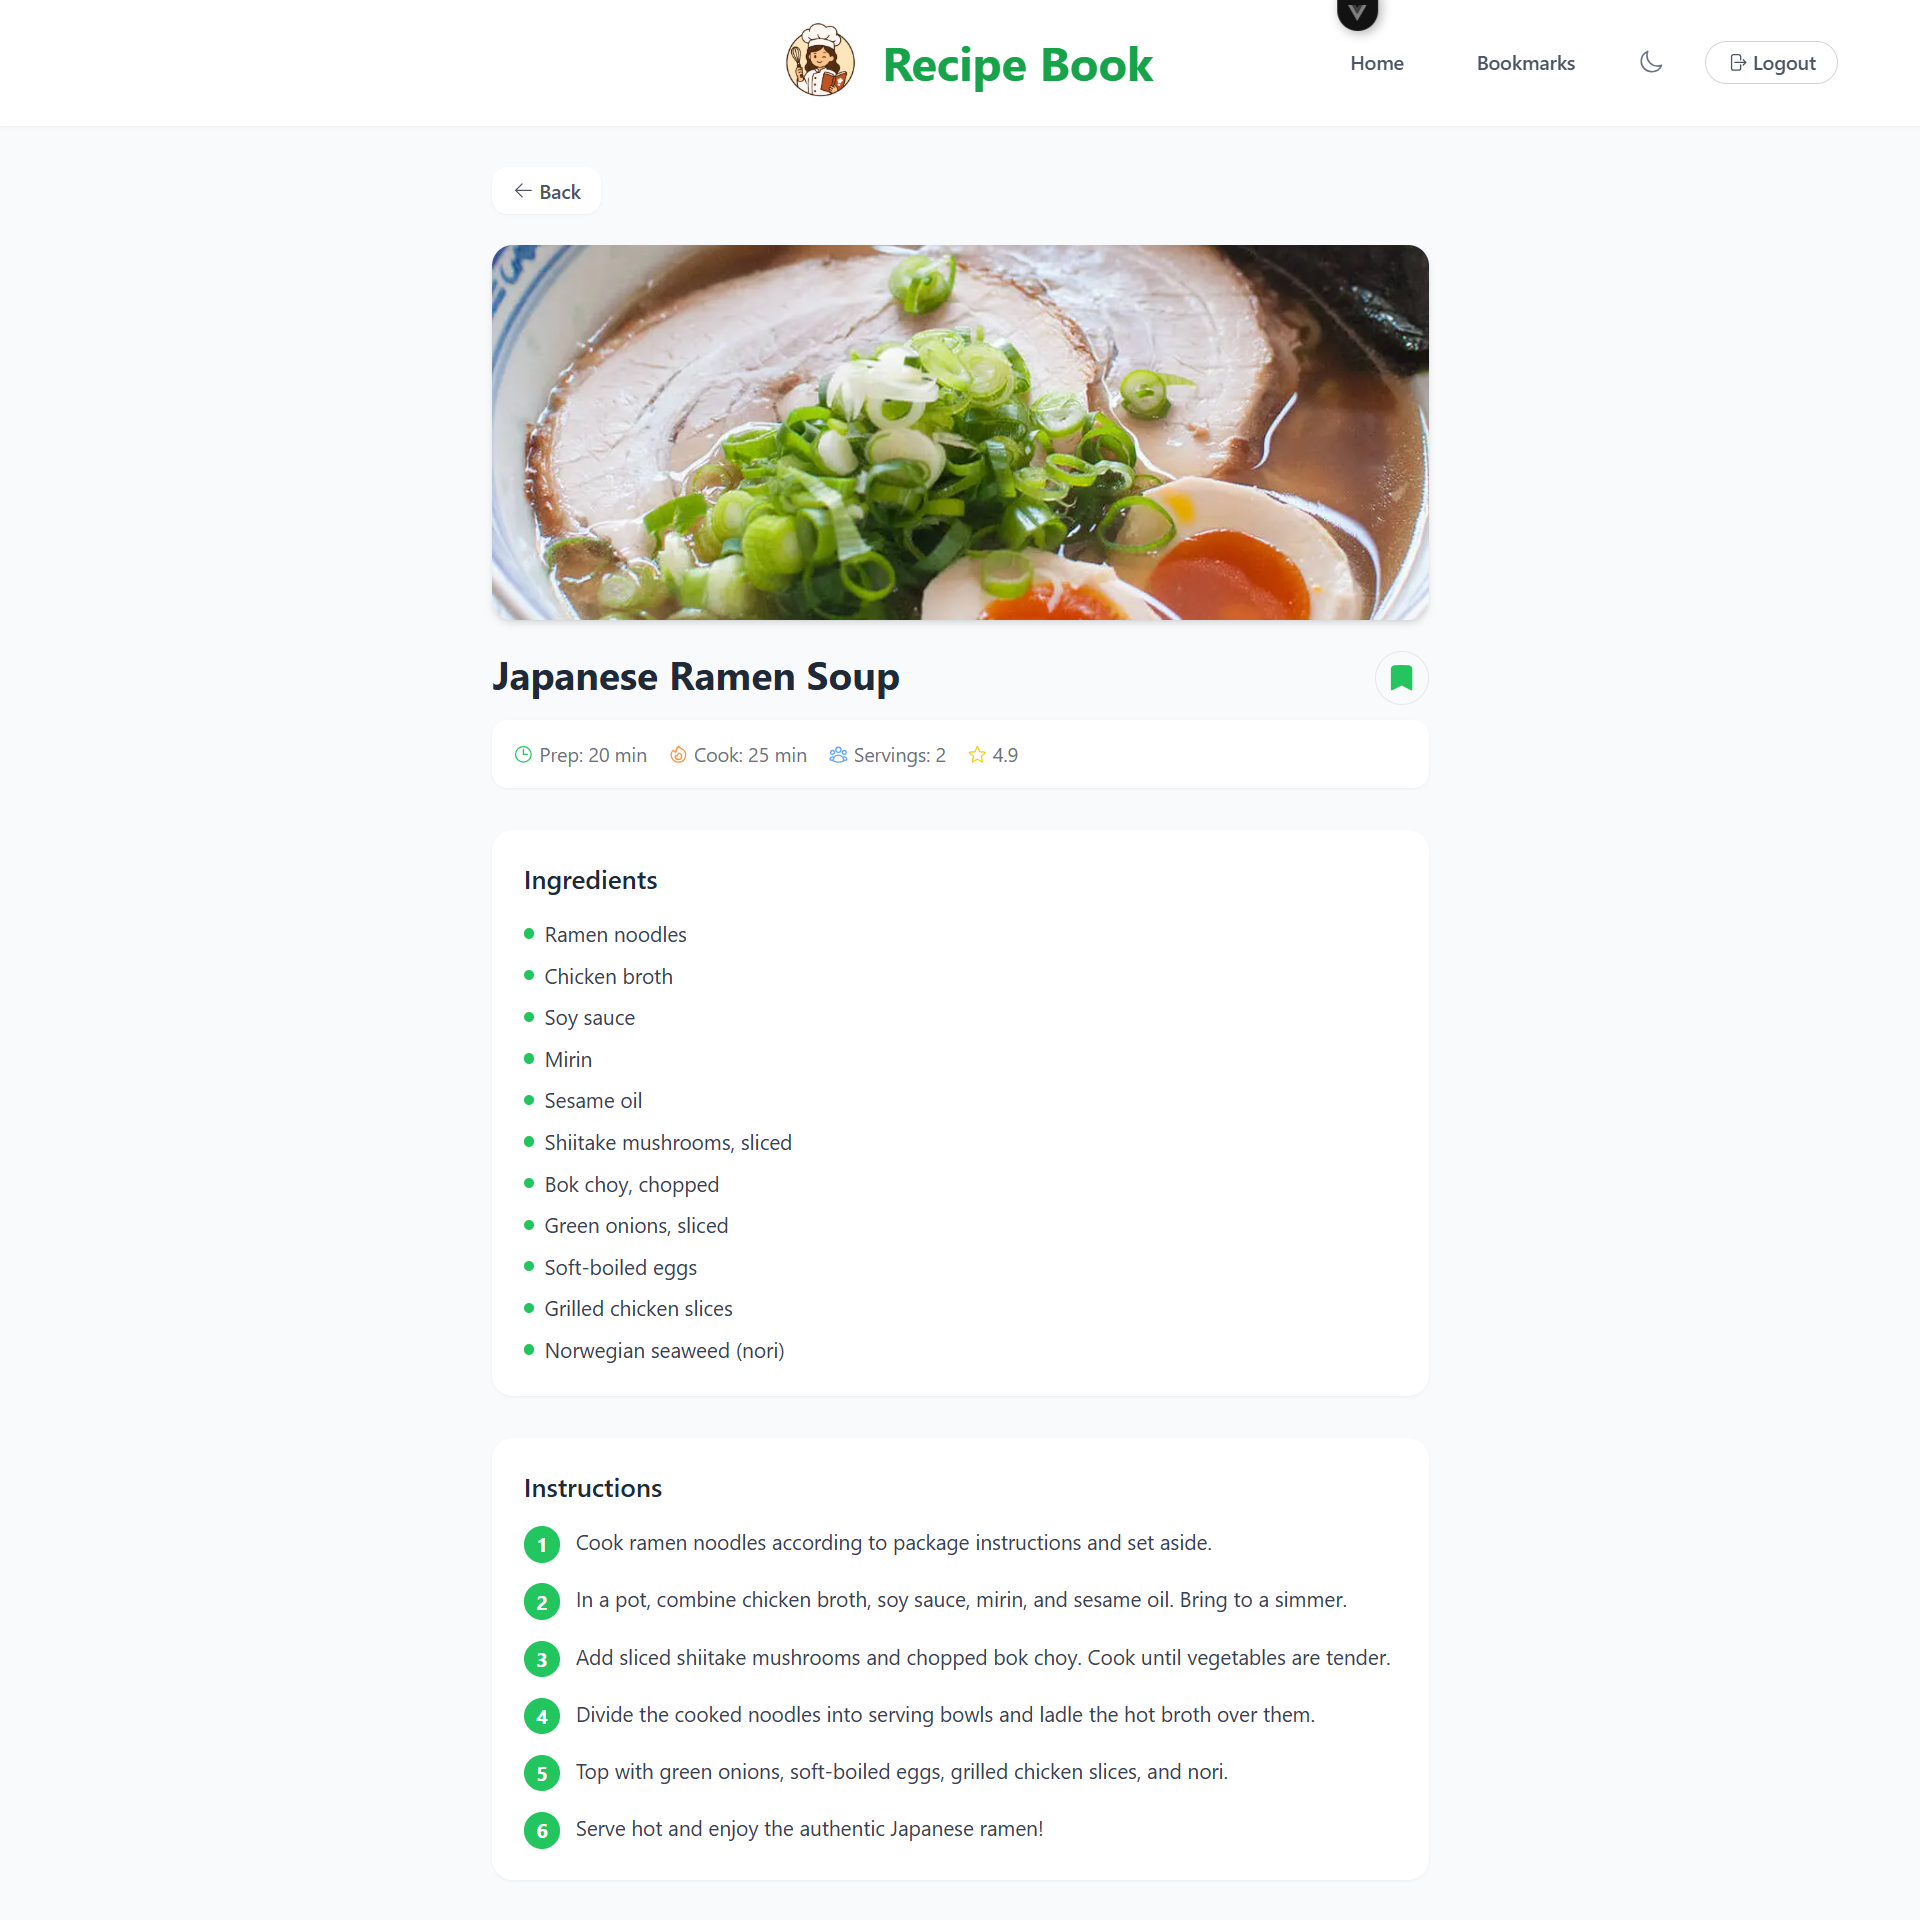 Recipe Book
Home
Bookmarks
Logout
Back
Japanese Ramen Soup
Prep: 20 min
Cook: 25 min
Servings: 2
4.9
Ingredients
Ramen noodles
Chicken broth
Soy sauce
Mirin
Sesame oil
Shiitake mushrooms, sliced
Bok choy, chopped
Green onions, sliced
Soft-boiled eggs
Grilled chicken slices
Norwegian seaweed (nori)
Instructions
1 Cook ramen noodles according to package instructions and set aside.
2 In a pot, combine chicken broth, soy sauce, mirin, and sesame oil. Bring to a simmer.
3 Add sliced shiitake mushrooms and chopped bok choy. Cook until vegetables are tender.
4 Divide the cooked noodles into serving bowls and ladle the hot broth over them.
5 Top with green onions, soft-boiled eggs, grilled chicken slices, and nori.
6 Serve hot and enjoy the authentic Japanese ramen!